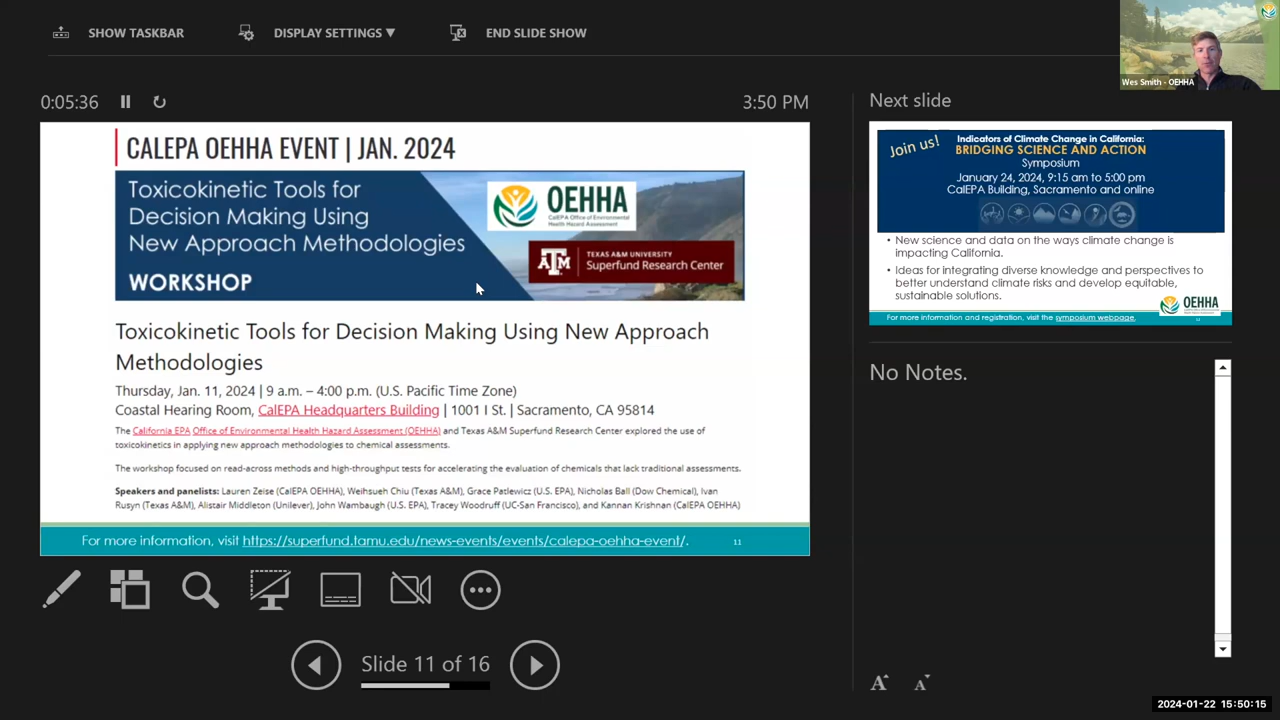 SHOW TASKBAR
DISPLAY SETTINGS ▼
END SLIDE SHOW
Wes Smith - OEHHA
0:05:36
3:50 PM
Next slide
CALEPA OEHHA EVENT | JAN. 2024
Toxicokinetic Tools for
Decision Making Using
New Approach Methodologies
WORKSHOP
OEHHA
CalEPA Office of Environmental
Health Hazard Assessment
TEXAS A&M UNIVERSITY
Superfund Research Center
Toxicokinetic Tools for Decision Making Using New Approach
Methodologies
Thursday, Jan. 11, 2024 | 9 a.m. – 4:00 p.m. (U.S. Pacific Time Zone)
Coastal Hearing Room, CalEPA Headquarters Building | 1001 I St. | Sacramento, CA 95814
The California EPA Office of Environmental Health Hazard Assessment (OEHHA) and Texas A&M Superfund Research Center explored the use of
toxicokinetics in applying new approach methodologies to chemical assessments.
The workshop focused on read-across methods and high-throughput tests for accelerating the evaluation of chemicals that lack traditional assessments.
Speakers and panelists: Lauren Zeise (CalEPA OEHHA), Weihsueh Chiu (Texas A&M), Grace Patlewicz (U.S. EPA), Nicholas Ball (Dow Chemical), Ivan
Rusyn (Texas A&M), Alistair Middleton (Unilever), John Wambaugh (U.S. EPA), Tracey Woodruff (UC-San Francisco), and Kannan Krishnan (CalEPA OEHHA)
For more information, visit https://superfund.tamu.edu/news-events/events/calepa-oehha-event/.
11
Join us!
Indicators of Climate Change in California:
BRIDGING SCIENCE AND ACTION
Symposium
January 24, 2024, 9:15 am to 5:00 pm
CalEPA Building, Sacramento and online
• New science and data on the ways climate change is
impacting California.
• Ideas for integrating diverse knowledge and perspectives to
better understand climate risks and develop equitable,
sustainable solutions.
OEHHA
For more information and registration, visit the symposium webpage.
12
No Notes.
Slide 11 of 16
A A
2024-01-22 15:50:15